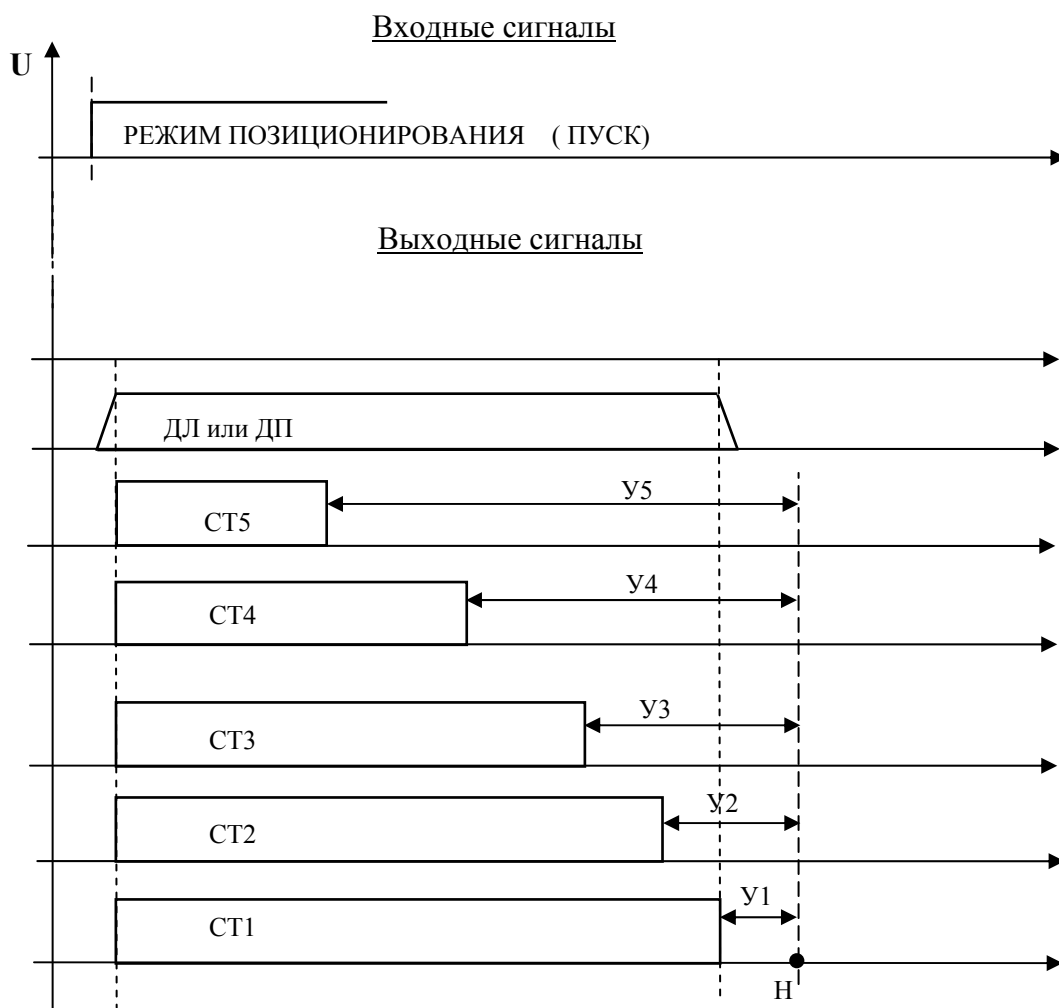 Входные сигналы
U
РЕЖИМ ПОЗИЦИОНИРОВАНИЯ ( ПУСК)
Выходные сигналы
ДЛ или ДП
У5
СТ5
У4
СТ4
У3
СТ3
У2
СТ2
У1
СТ1
Н